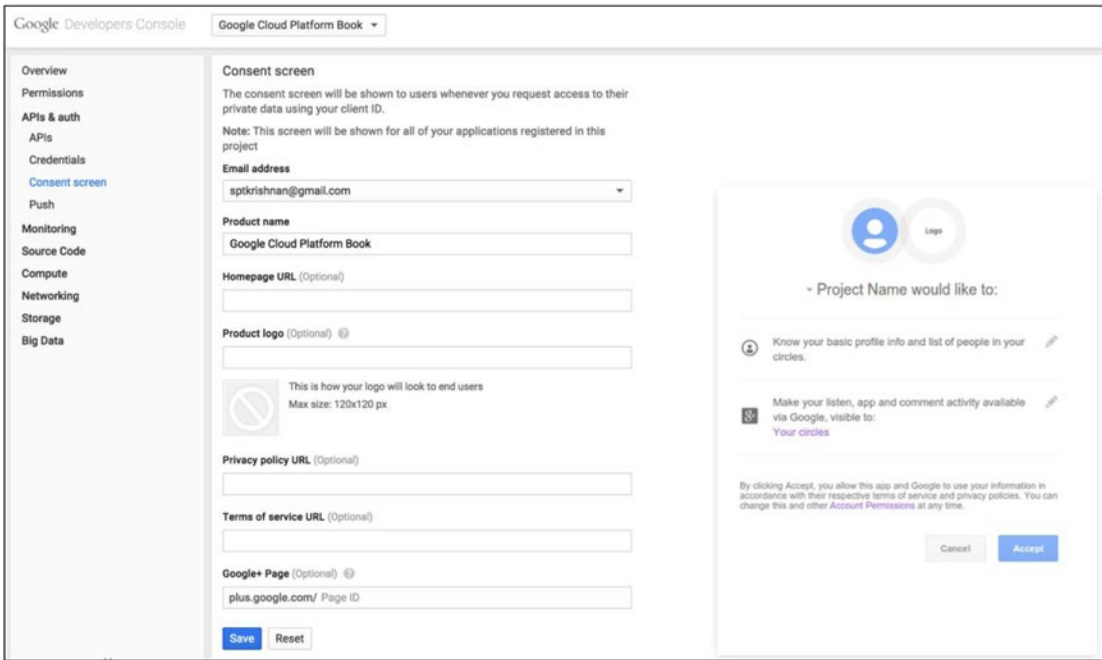 Google Developers Console
Google Cloud Platform Book
Overview
Permissions
APIs & auth
APIs
Credentials
Consent screen
Push
Monitoring
Source Code
Compute
Networking
Storage
Big Data
Consent screen
The consent screen will be shown to users whenever you request access to their
private data using your client ID.
Note: This screen will be shown for all of your applications registered in this
project
Email address
sptkrishnan@gmail.com
Product name
Google Cloud Platform Book
Homepage URL (Optional)
Product logo (Optional)
This is how your logo will look to end users
Max size: 120x120 px
Privacy policy URL (Optional)
Terms of service URL (Optional)
Google+ Page (Optional)
plus.google.com/ Page ID
Save Reset
Logo
- Project Name would like to:
Know your basic profile info and list of people in your
circles.
Make your listen, app and comment activity available
via Google, visible to:
Your circles
By clicking Accept, you allow this app and Google to use your information in
accordance with their respective terms of service and privacy policies. You can
change this and other Account Permissions at any time.
Cancel Accept